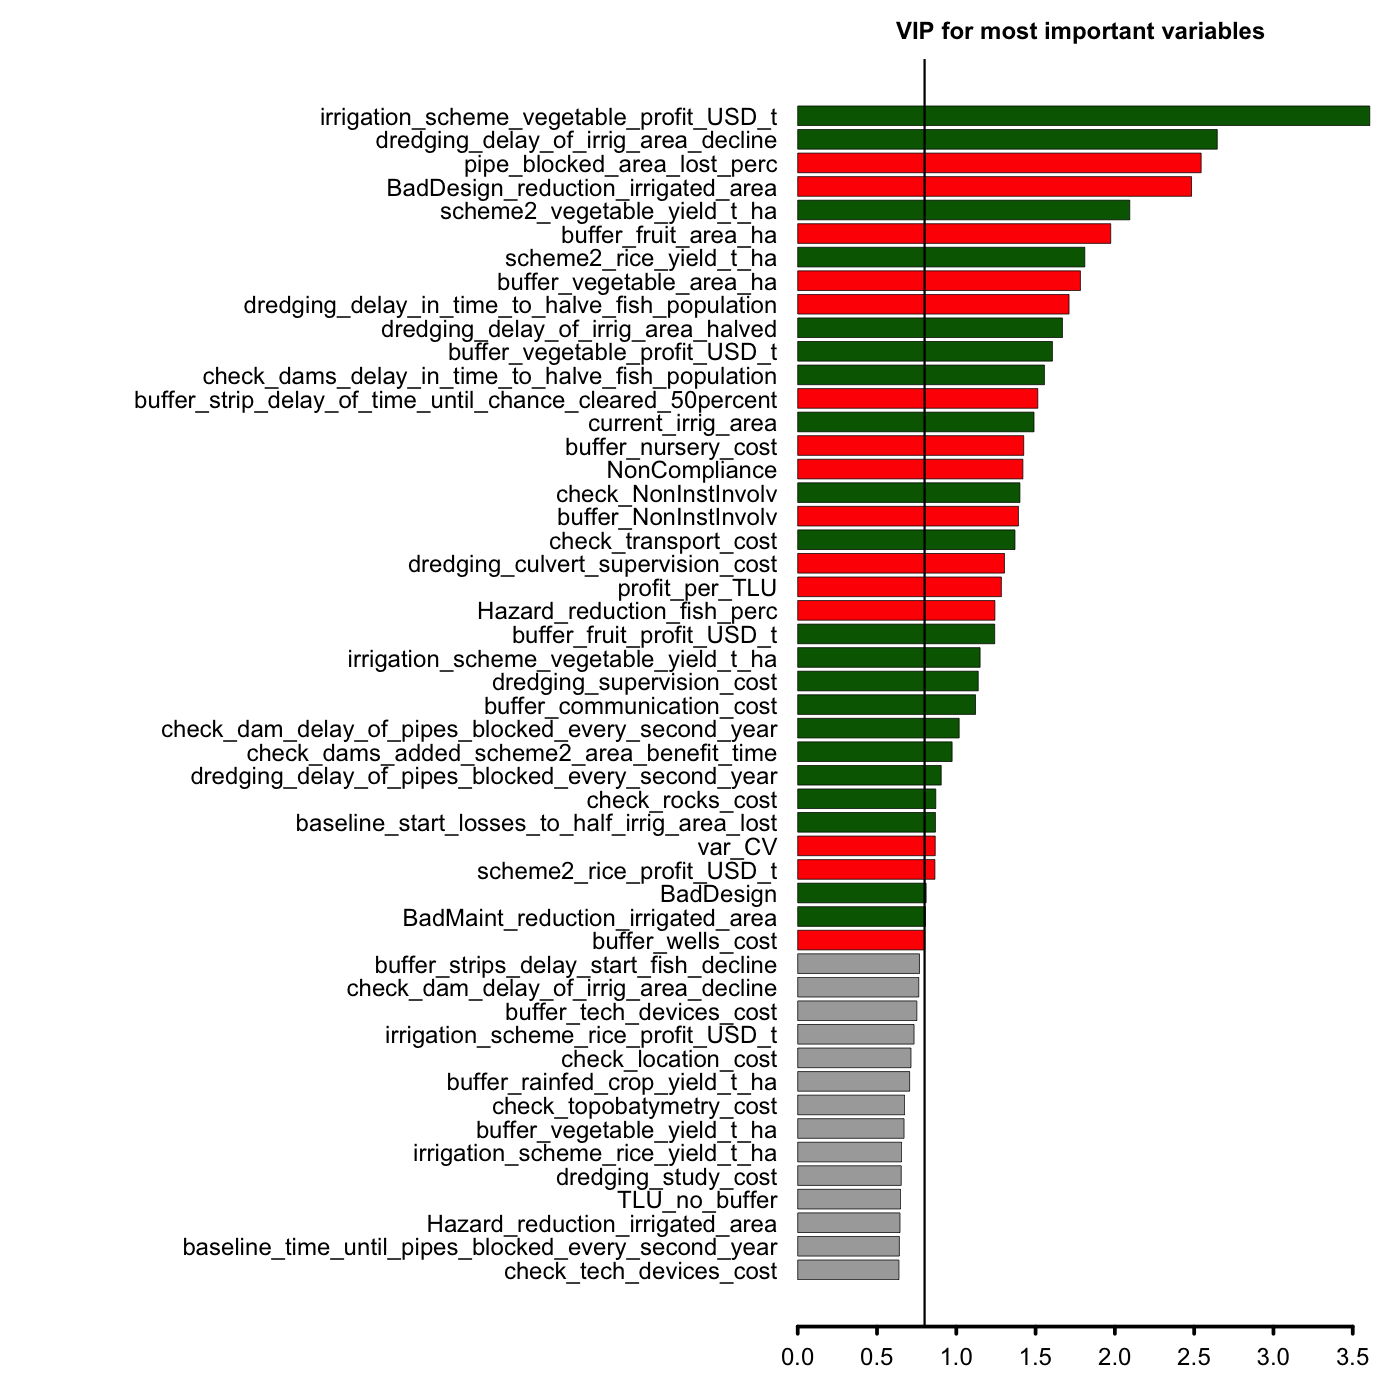 VIP for most important variables
irrigation_scheme_vegetable_profit_USD_t
dredging_delay_of_irrig_area_decline
pipe_blocked_area_lost_perc
BadDesign_reduction_irrigated_area
scheme2_vegetable_yield_t_ha
buffer_fruit_area_ha
scheme2_rice_yield_t_ha
buffer_vegetable_area_ha
dredging_delay_in_time_to_halve_fish_population
dredging_delay_of_irrig_area_halved
buffer_vegetable_profit_USD_t
check_dams_delay_in_time_to_halve_fish_population
buffer_strip_delay_of_time_until_chance_cleared_50percent
current_irrig_area
buffer_nursery_cost
NonCompliance
check_NonInstInvolv
buffer_NonInstInvolv
check_transport_cost
dredging_culvert_supervision_cost
profit_per_TLU
Hazard_reduction_fish_perc
buffer_fruit_profit_USD_t
irrigation_scheme_vegetable_yield_t_ha
dredging_supervision_cost
buffer_communication_cost
check_dam_delay_of_pipes_blocked_every_second_year
check_dams_added_scheme2_area_benefit_time
dredging_delay_of_pipes_blocked_every_second_year
check_rocks_cost
baseline_start_losses_to_half_irrig_area_lost
var_CV
scheme2_rice_profit_USD_t
BadDesign
BadMaint_reduction_irrigated_area
buffer_wells_cost
buffer_strips_delay_start_fish_decline
check_dam_delay_of_irrig_area_decline
buffer_tech_devices_cost
irrigation_scheme_rice_profit_USD_t
check_location_cost
buffer_rainfed_crop_yield_t_ha
check_topobatymetry_cost
buffer_vegetable_yield_t_ha
irrigation_scheme_rice_yield_t_ha
dredging_study_cost
TLU_no_buffer
Hazard_reduction_irrigated_area
baseline_time_until_pipes_blocked_every_second_year
check_tech_devices_cost
0.0 0.5 1.0 1.5 2.0 2.5 3.0 3.5